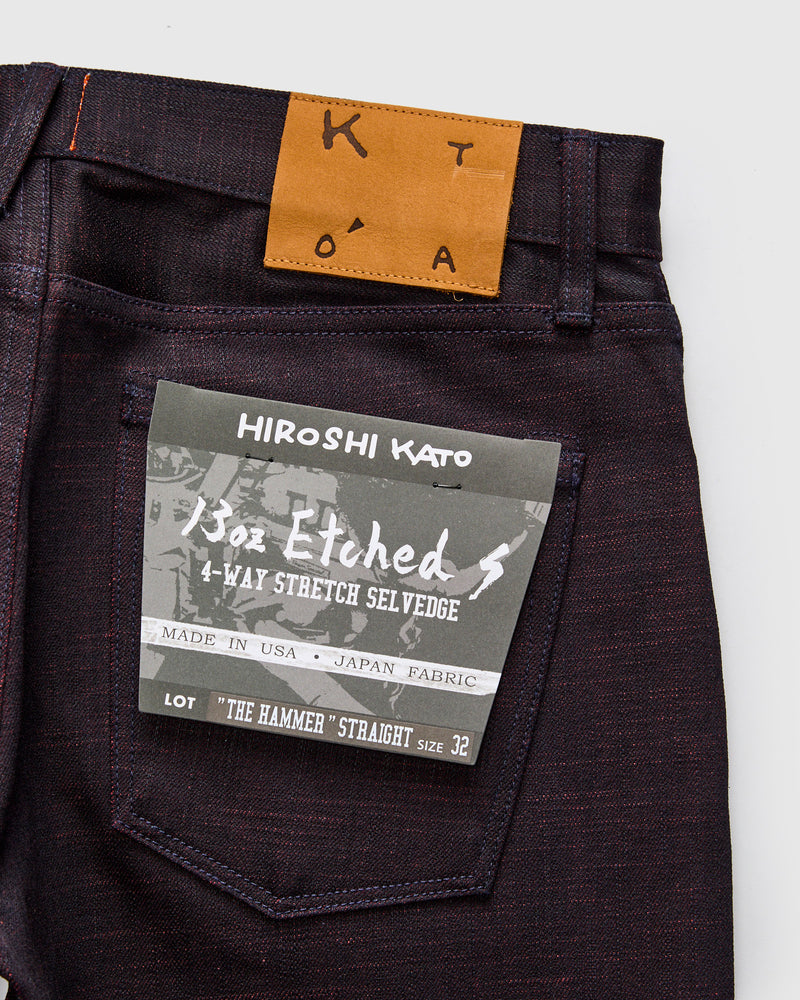 K T
O' A
HIROSHI KATO
13oz Etched S
4-WAY STRETCH SELVEDGE
MADE IN USA • JAPAN FABRIC
LOT "THE HAMMER" STRAIGHT SIZE 32